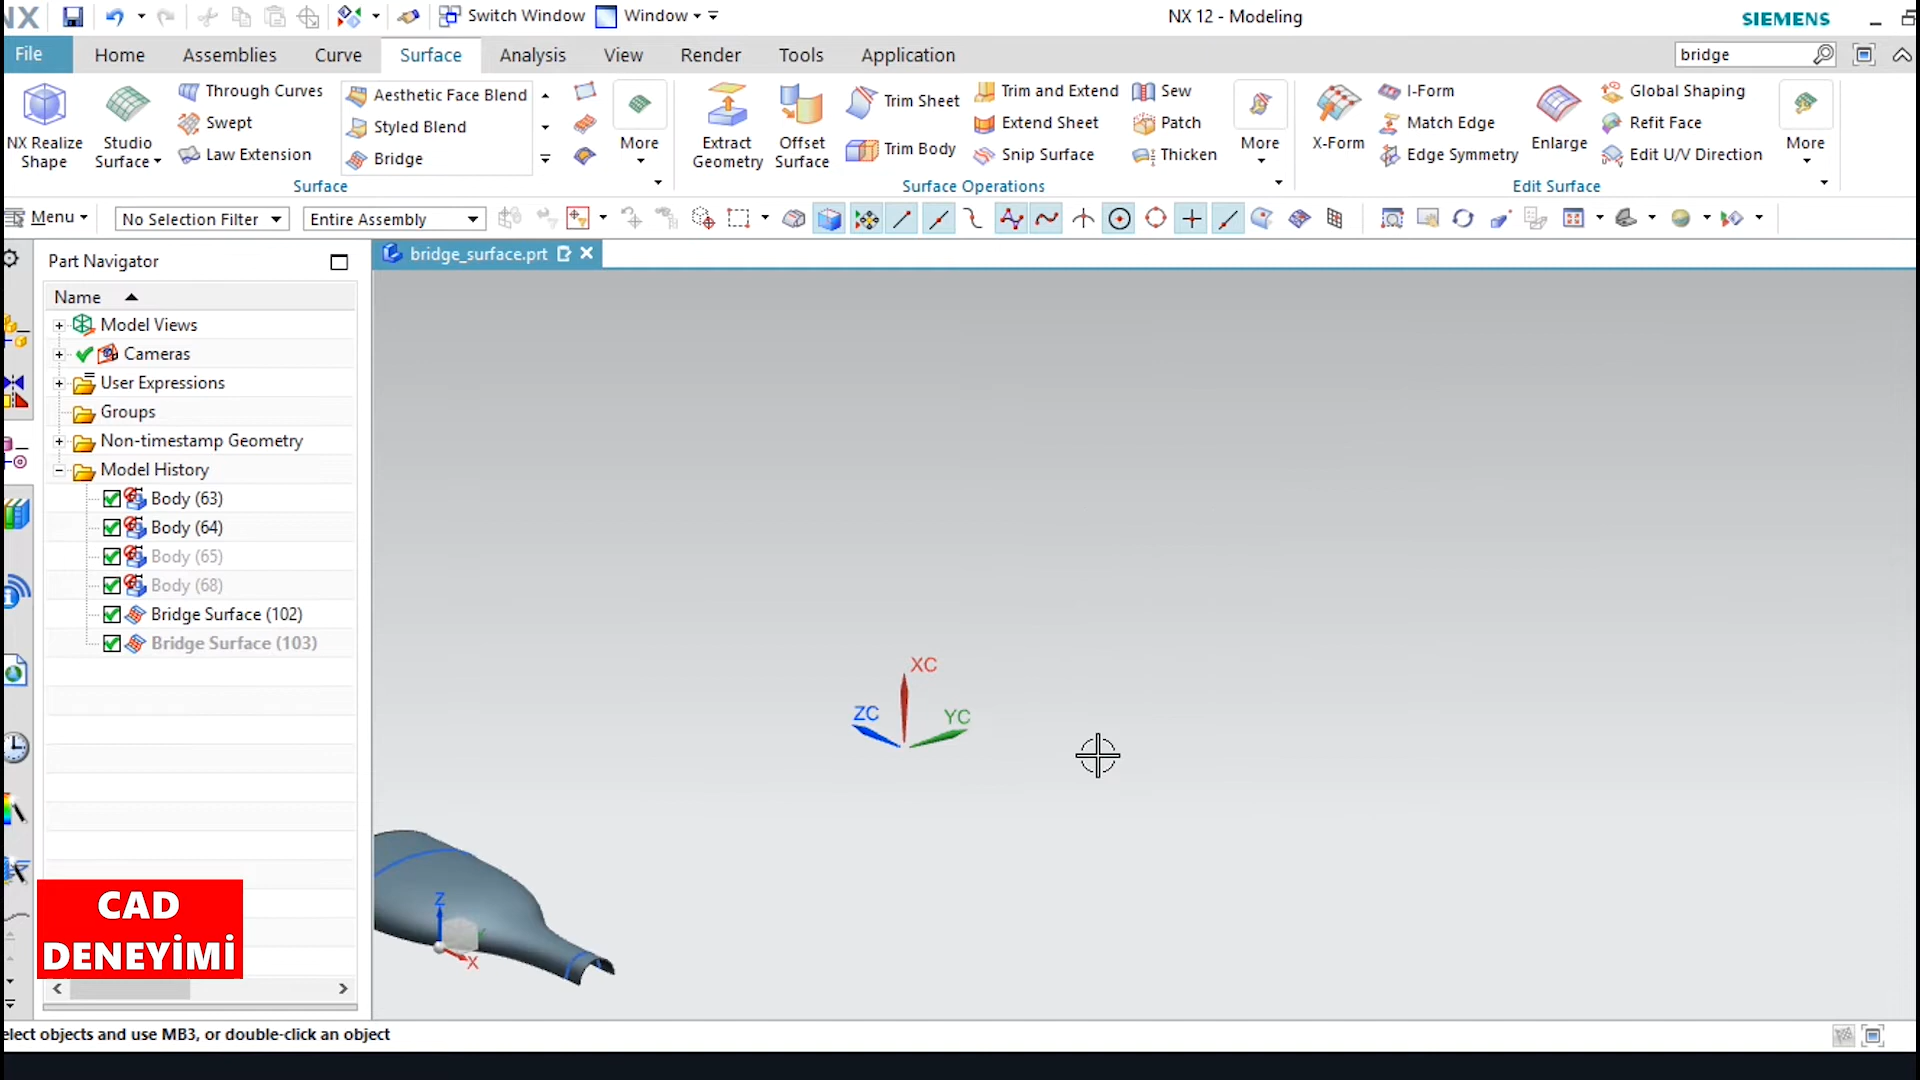 NX
Switch Window
Window
NX 12 - Modeling
SIEMENS
File
Home
Assemblies
Curve
Surface
Analysis
View
Render
Tools
Application
bridge
NX Realize
Shape
Studio
Surface
Through Curves
Swept
Law Extension
Aesthetic Face Blend
Styled Blend
Bridge
More
Surface
Extract
Geometry
Offset
Surface
Trim Sheet
Trim Body
Trim and Extend
Extend Sheet
Snip Surface
Sew
Patch
Thicken
More
Surface Operations
X-Form
I-Form
Match Edge
Edge Symmetry
Enlarge
Global Shaping
Refit Face
Edit U/V Direction
More
Edit Surface
Menu
No Selection Filter
Entire Assembly
Part Navigator
bridge_surface.prt
Name
Model Views
Cameras
User Expressions
Groups
Non-timestamp Geometry
Model History
Body (63)
Body (64)
Body (65)
Body (68)
Bridge Surface (102)
Bridge Surface (103)
XC
ZC
YC
Z
X
CAD
DENEYİMİ
elect objects and use MB3, or double-click an object